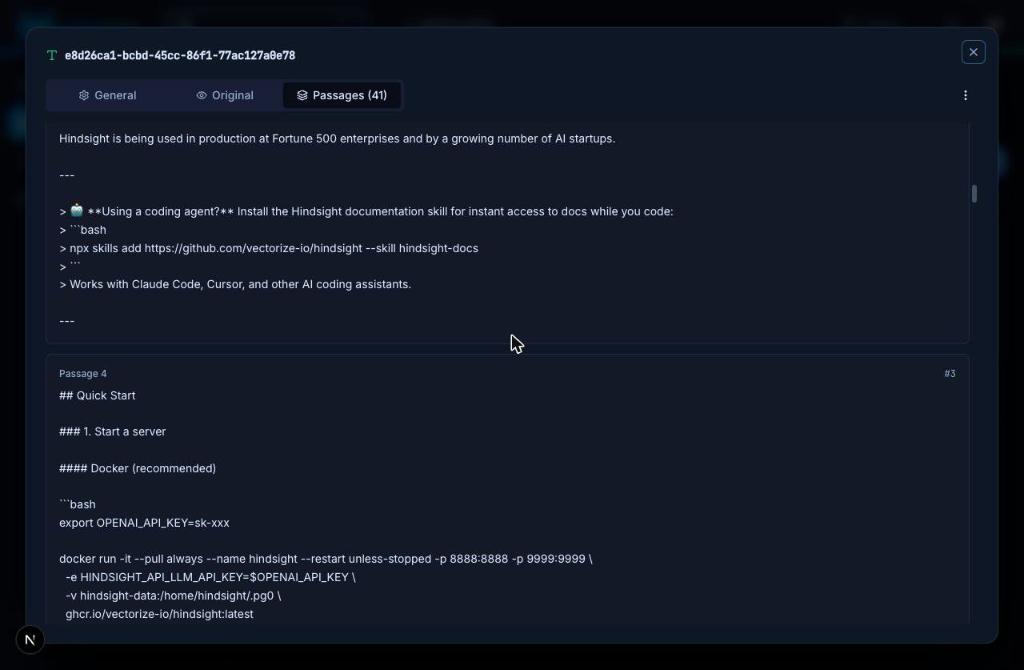 e8d26ca1-bcbd-45cc-86f1-77ac127a0e78
General Original Passages (41)
Hindsight is being used in production at Fortune 500 enterprises and by a growing number of AI startups.
---
> 🤖 **Using a coding agent?** Install the Hindsight documentation skill for instant access to docs while you code:
> ```bash
> npx skills add https://github.com/vectorize-io/hindsight --skill hindsight-docs
> ```
> Works with Claude Code, Cursor, and other AI coding assistants.
---
Passage 4 #3
## Quick Start
### 1. Start a server
#### Docker (recommended)
```bash
export OPENAI_API_KEY=sk-xxx
docker run -it --pull always --name hindsight --restart unless-stopped -p 8888:8888 -p 9999:9999 \
-e HINDSIGHT_API_LLM_API_KEY=$OPENAI_API_KEY \
-v hindsight-data:/home/hindsight/.pg0 \
ghcr.io/vectorize-io/hindsight:latest
N